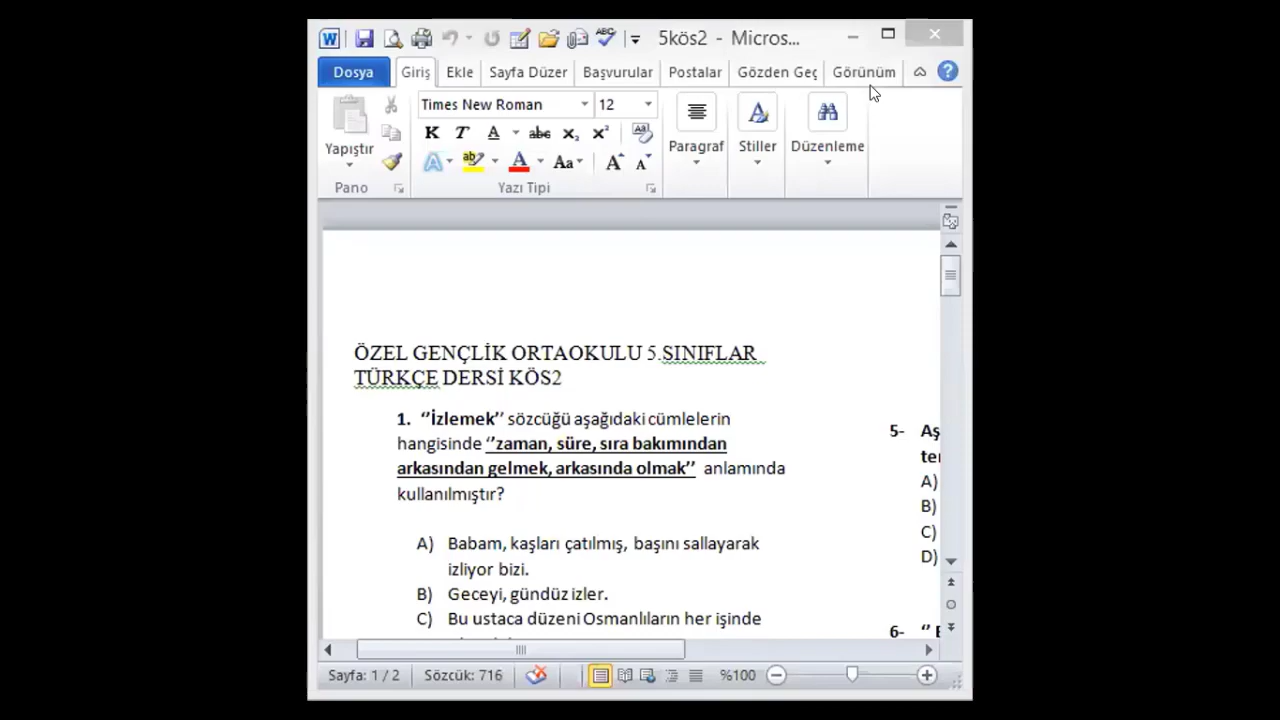 5kös2 - Micros...
Dosya Giriş Ekle Sayfa Düzer Başvurular Postalar Gözden Geç Görünüm
Times New Roman 12
Yapıştır
Paragaf Stiller Düzenleme
Pano Yazı Tipi
ÖZEL GENÇLİK ORTAOKULU 5.SINIFLAR
TÜRKÇE DERSİ KÖS2
1. ‘’İzlemek’’ sözcüğü aşağıdaki cümlelerin
hangisinde ‘’zaman, süre, sıra bakımından
arkasından gelmek, arkasında olmak’’ anlamında
kullanılmıştır?
A) Babam, kaşları çatılmış, başını sallayarak
izliyor bizi.
B) Geceyi, gündüz izler.
C) Bu ustaca düzeni Osmanlıların her işinde
5- Aş
ter
A)
B)
C)
D)
6- ‘’ E
Sayfa: 1 / 2 Sözcük: 716 %100